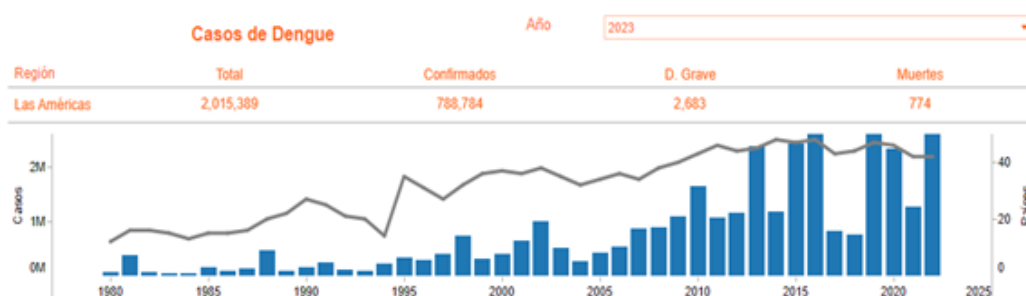 Casos de Dengue
Año
2023
Región Total Confirmados D. Grave Muertes
Las Américas 2,015,389 788,784 2,683 774
2M
1M
0M
Casos
40
20
0
Países
1980 1985 1990 1995 2000 2005 2010 2015 2020 2025